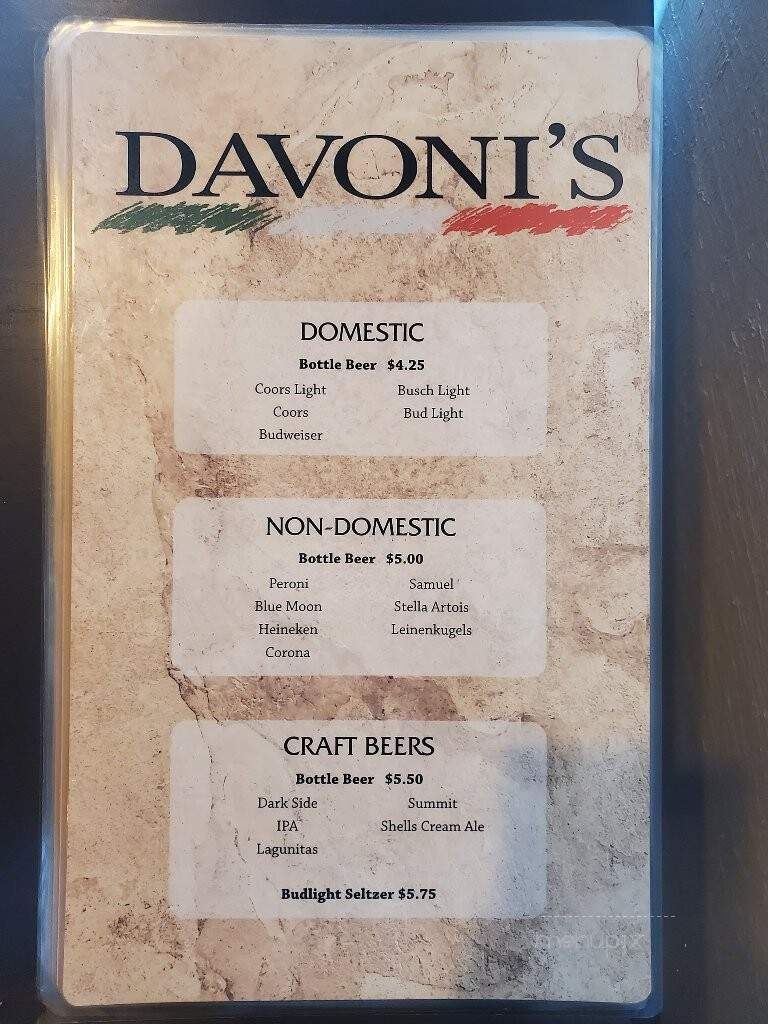 DAVONI'S
DOMESTIC
Bottle Beer $4.25
Coors Light Busch Light
Coors Bud Light
Budweiser
NON-DOMESTIC
Bottle Beer $5.00
Peroni Samuel
Blue Moon Stella Artois
Heineken Leinenkugels
Corona
CRAFT BEERS
Bottle Beer $5.50
Dark Side Summit
IPA Shells Cream Ale
Lagunitas
Budlight Seltzer $5.75
menupix